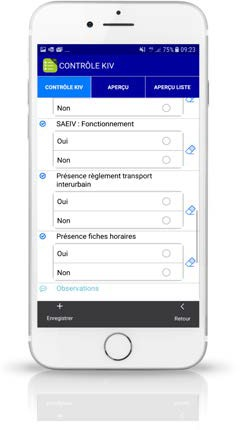 75% 09:23
CONTRÔLE KIV
CONTRÔLE KIV APERÇU APERÇU LISTE
Non
SAEIV : Fonctionnement
Oui
Non
Présence règlement transport
interurbain
Oui
Non
Présence fiches horaires
Oui
Non
Observations
Enregistrer Retour